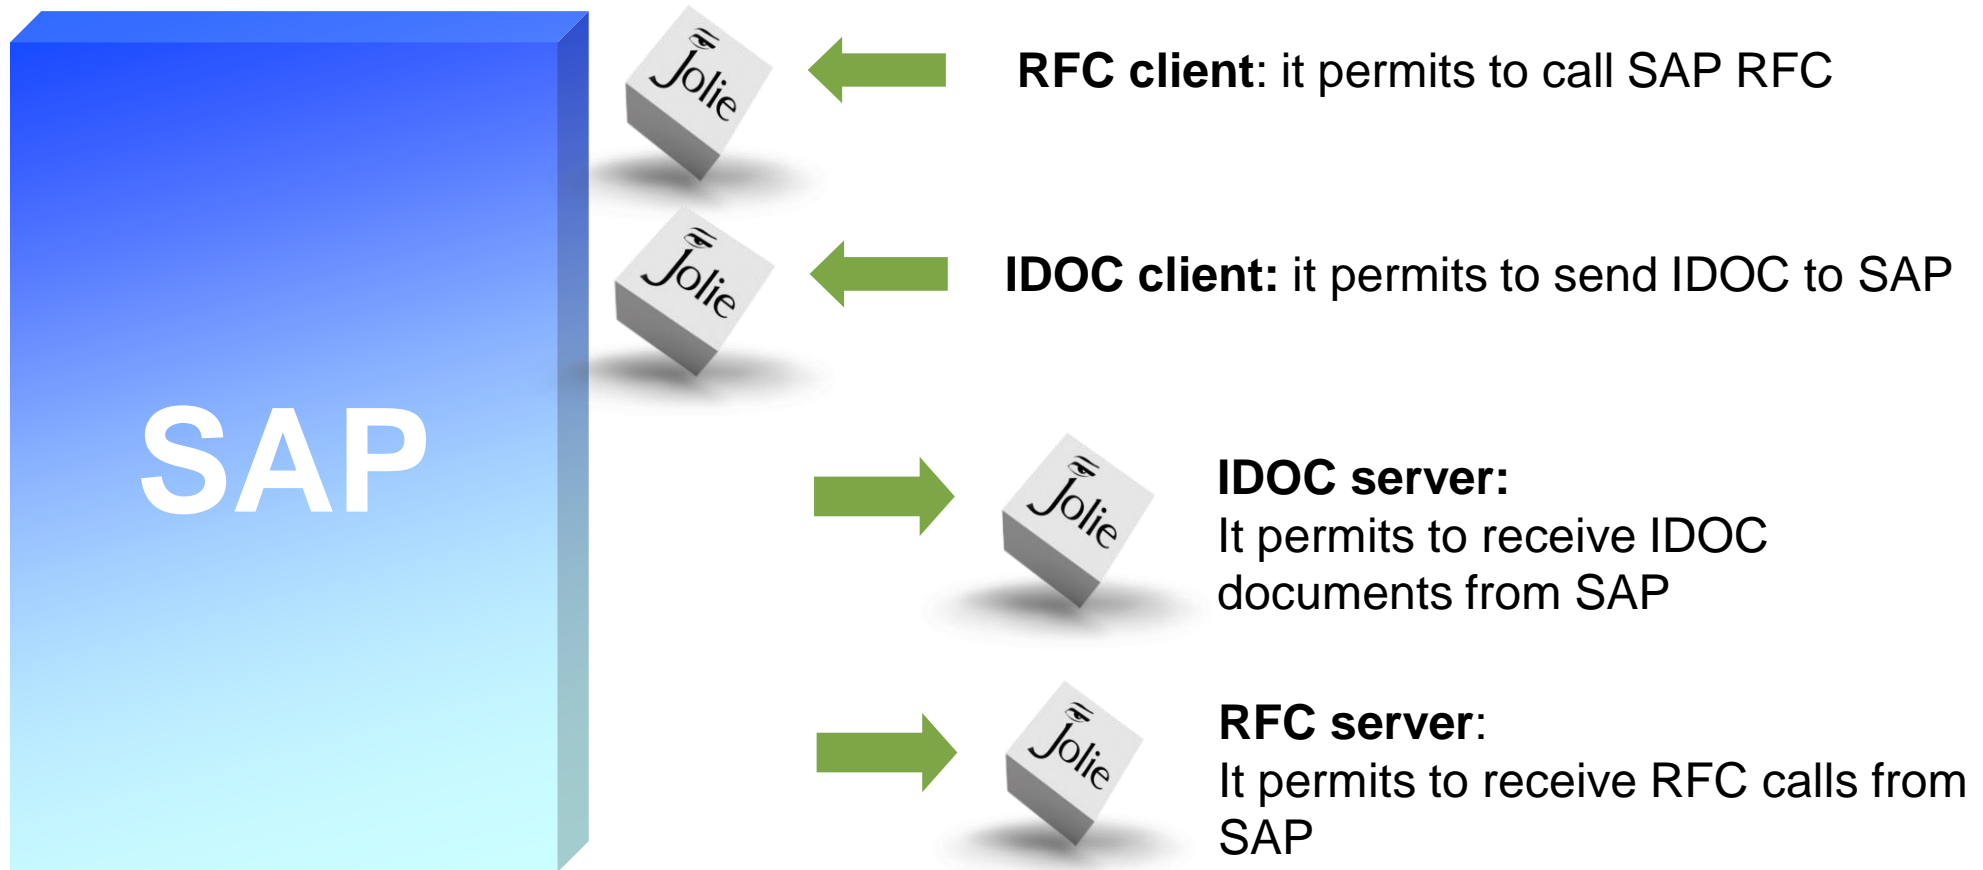 Jolie
RFC client: it permits to call SAP RFC
Jolie
IDOC client: it permits to send IDOC to SAP
SAP
Jolie
IDOC server:
It permits to receive IDOC
documents from SAP
Jolie
RFC server:
It permits to receive RFC calls from
SAP